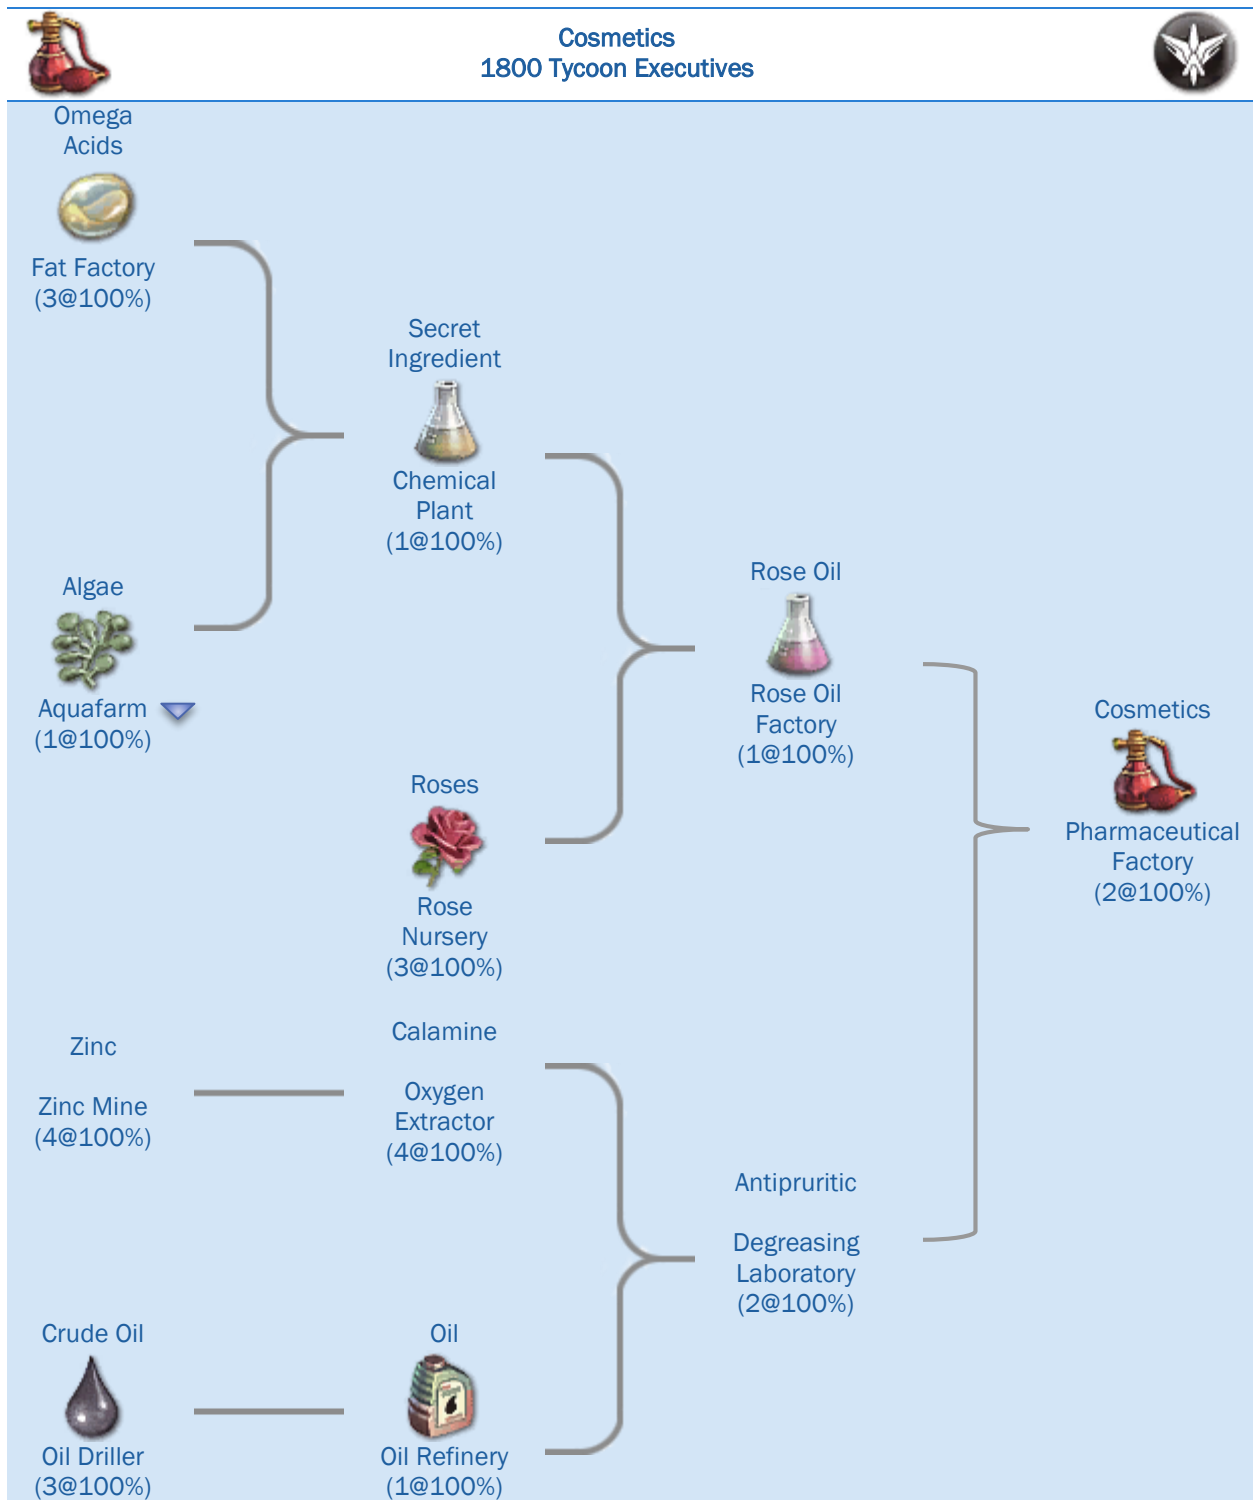 Cosmetics
1800 Tycoon Executives
Omega
Acids
Fat Factory
(3@100%)
Secret
Ingredient
Chemical
Plant
(1@100%)
Algae
Aquafarm
(1@100%)
Rose Oil
Rose Oil
Factory
(1@100%)
Roses
Rose
Nursery
(3@100%)
Cosmetics
Pharmaceutical
Factory
(2@100%)
Zinc
Zinc Mine
(4@100%)
Calamine
Oxygen
Extractor
(4@100%)
Antipruritic
Degreasing
Laboratory
(2@100%)
Crude Oil
Oil Driller
(3@100%)
Oil
Oil Refinery
(1@100%)